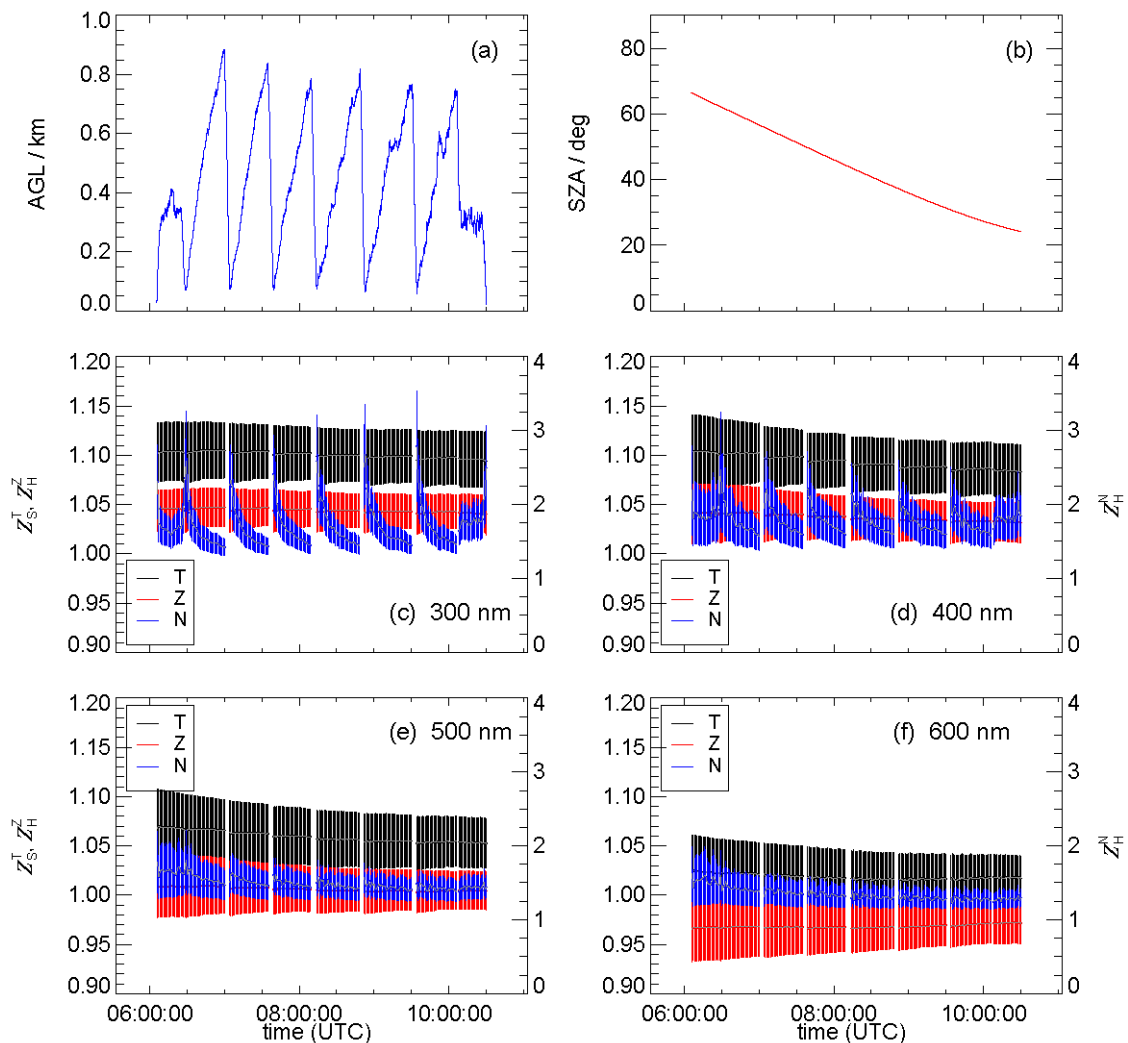 (a)
AGL / km
1.0
0.8
0.6
0.4
0.2
0.0
(b)
SZA / deg
80
60
40
20
0
Z_S^T, Z_H^Z
1.20
1.15
1.10
1.05
1.00
0.95
0.90
T
Z
N
(c) 300 nm
4
3
2
1
0
1.20
1.15
1.10
1.05
1.00
0.95
0.90
T
Z
N
(d) 400 nm
4
3
2
1
0
Z_H^N
Z_S^T, Z_H^Z
1.20
1.15
1.10
1.05
1.00
0.95
0.90
T
Z
N
(e) 500 nm
4
3
2
1
0
06:00:00 08:00:00 10:00:00
time (UTC)
1.20
1.15
1.10
1.05
1.00
0.95
0.90
T
Z
N
(f) 600 nm
4
3
2
1
0
Z_H^N
06:00:00 08:00:00 10:00:00
time (UTC)